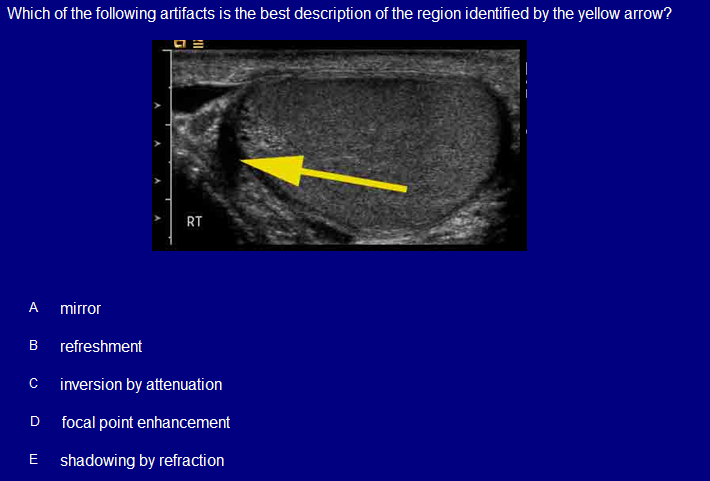 Which of the following artifacts is the best description of the region identified by the yellow arrow?
RT
A mirror
B refreshment
C inversion by attenuation
D focal point enhancement
E shadowing by refraction